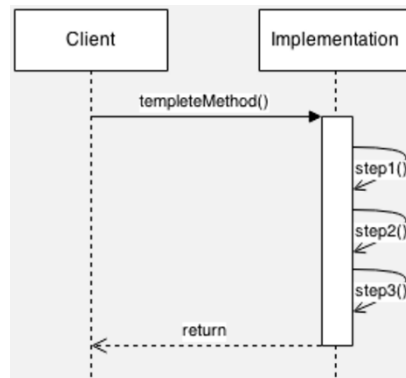 Client
Implementation
templeteMethod()
step1()
step2()
step3()
return